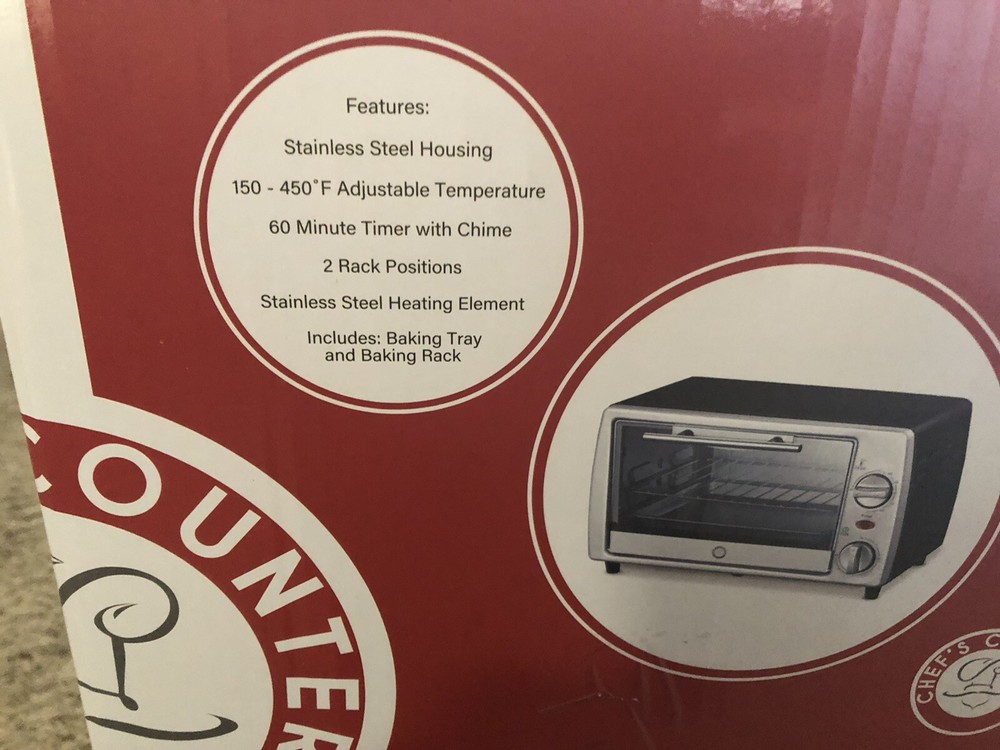 Features:
Stainless Steel Housing
150 - 450°F Adjustable Temperature
60 Minute Timer with Chime
2 Rack Positions
Stainless Steel Heating Element
Includes: Baking Tray
and Baking Rack
COUNTER
CHEF'S C